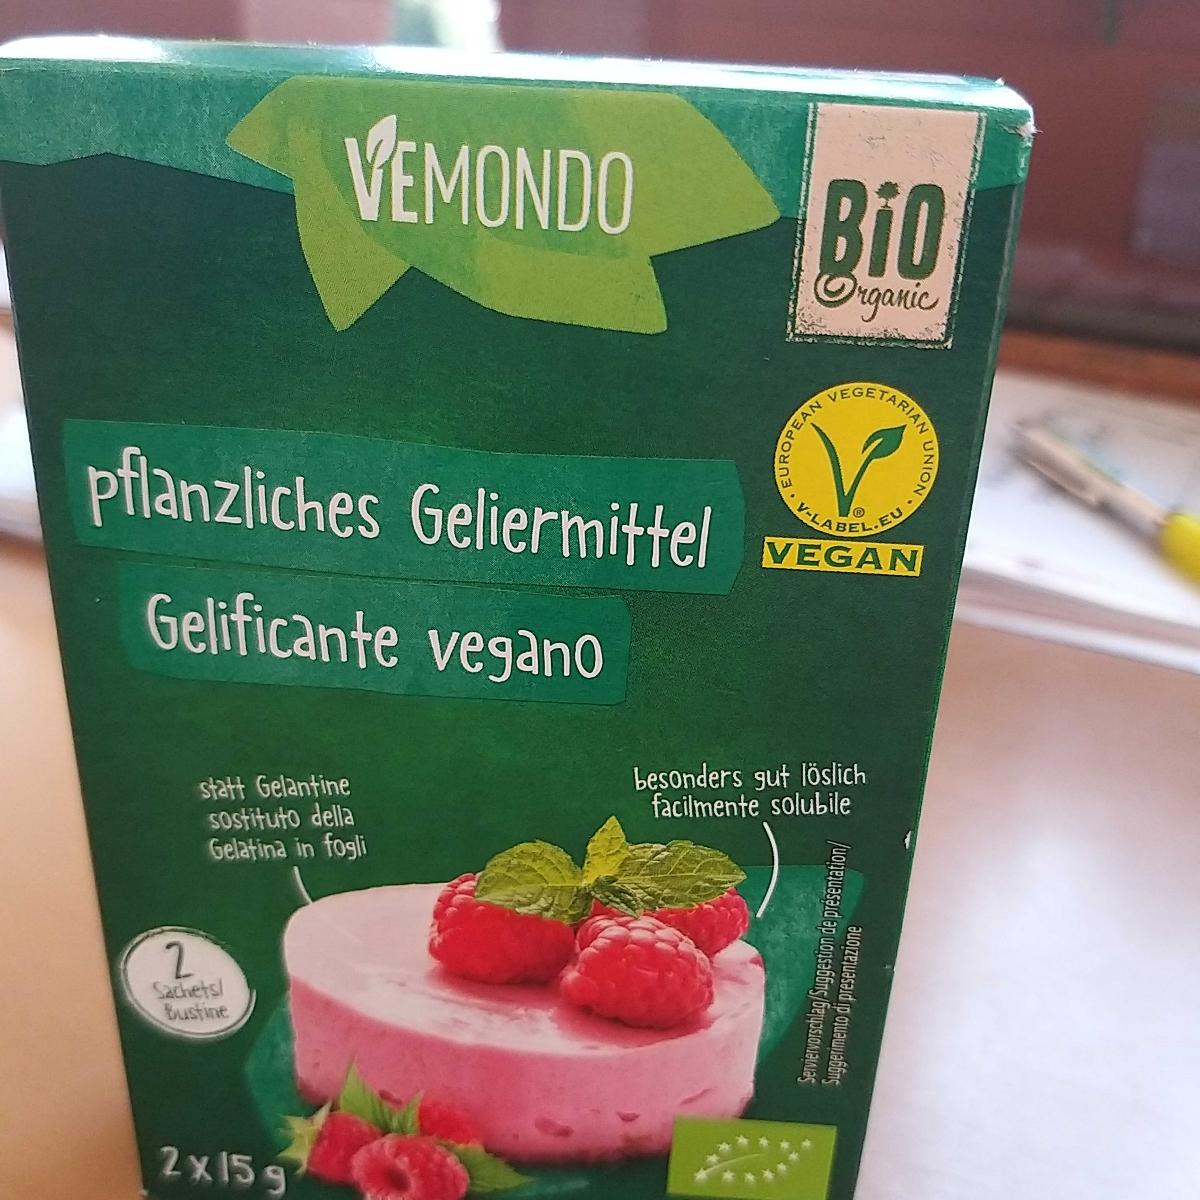 VEMONDO
BiO
Organic
EUROPEAN VEGETARIAN UNION
V-LABEL.EU
®
VEGAN
pflanzliches Geliermittel
Gelificante vegano
statt Gelantine
sostituto della
Gelatina in fogli
besonders gut löslich
facilmente solubile
2
Sachets/
Bustine
Serviervorschlag/Suggestion de présentation/
Suggerimento di presentazione
2 x 15 g